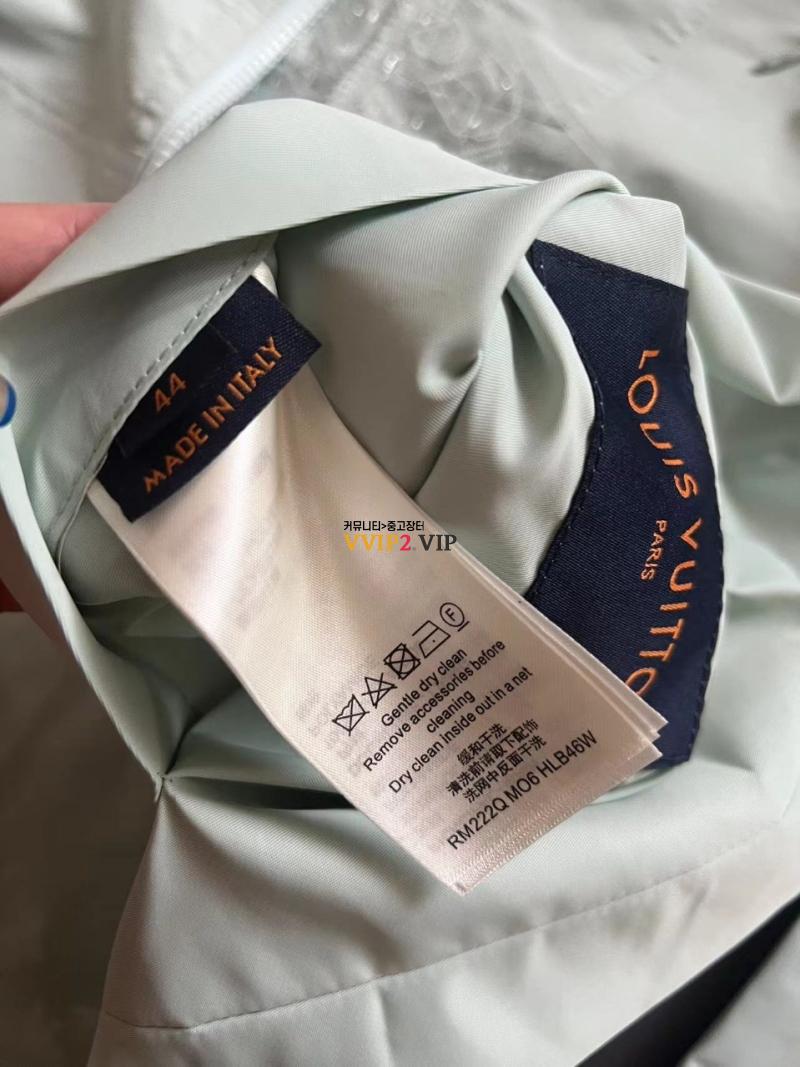 44
MADE IN ITALY
LOUIS VUITTO
PARIS
커뮤니티>중고장터
VVIP2.VIP
F
Gentle dry clean
Remove accessories before
cleaning
Dry clean inside out in a net
缓和干洗
清洗前请取下配饰
洗网中反面干洗
RM222Q MO6 HLB46W